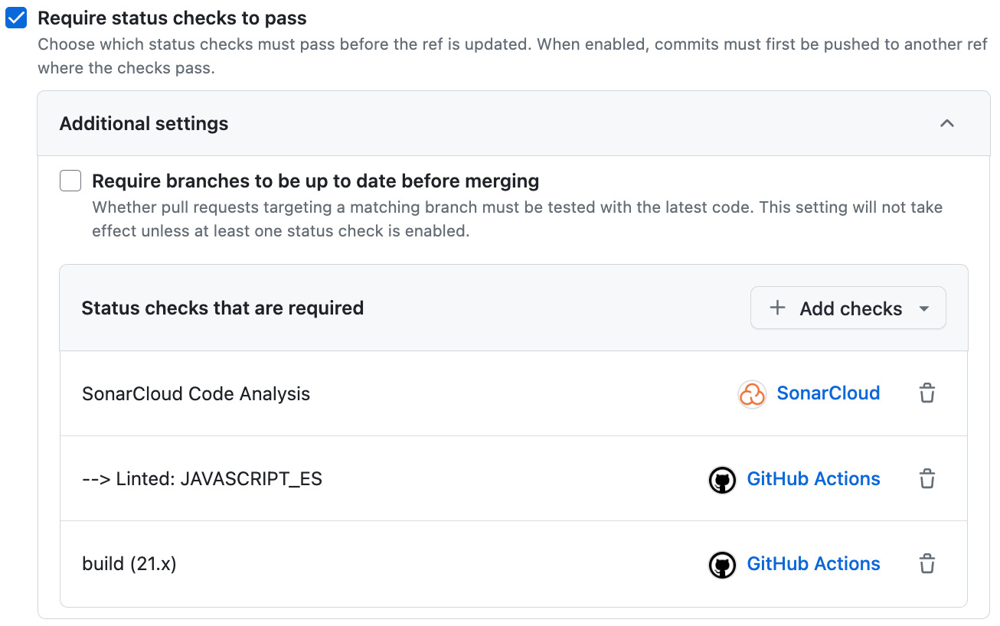 Require status checks to pass
Choose which status checks must pass before the ref is updated. When enabled, commits must first be pushed to another ref
where the checks pass.
Additional settings
Require branches to be up to date before merging
Whether pull requests targeting a matching branch must be tested with the latest code. This setting will not take
effect unless at least one status check is enabled.
Status checks that are required
Add checks
SonarCloud Code Analysis
SonarCloud
--> Linted: JAVASCRIPT_ES
GitHub Actions
build (21.x)
GitHub Actions